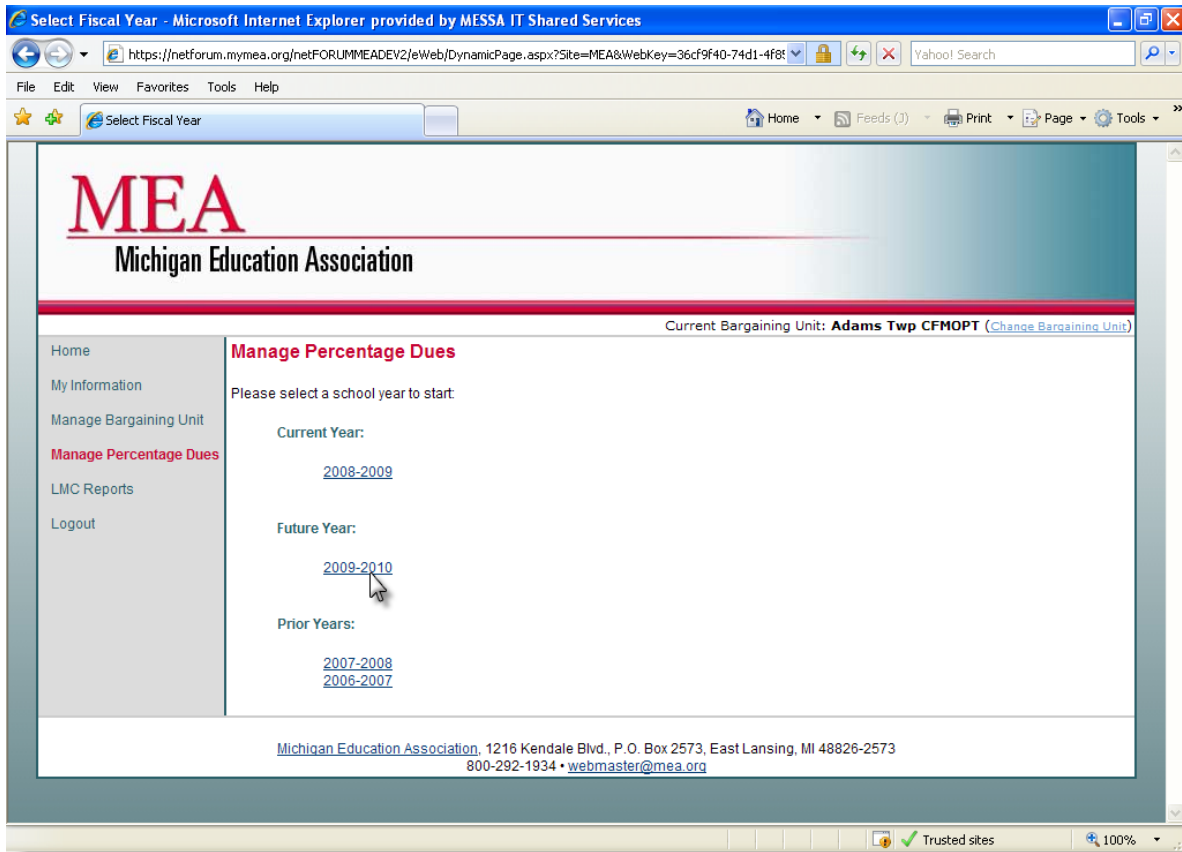 Select Fiscal Year - Microsoft Internet Explorer provided by MESSA IT Shared Services
https://netforum.mymea.org/netFORUMMEADEV2/eWeb/DynamicPage.aspx?Site=MEA&WebKey=36cf9f40-74d1-4f8
Yahoo! Search
File Edit View Favorites Tools Help
Select Fiscal Year
Home Feeds (J) Print Page Tools »
MEA
Michigan Education Association
Current Bargaining Unit: Adams Twp CFMOPT (Change Bargaining Unit)
Home
My Information
Manage Bargaining Unit
Manage Percentage Dues
LMC Reports
Logout
Manage Percentage Dues
Please select a school year to start:
Current Year:
2008-2009
Future Year:
2009-2010
Prior Years:
2007-2008
2006-2007
Michigan Education Association, 1216 Kendale Blvd., P.O. Box 2573, East Lansing, MI 48826-2573
800-292-1934 • webmaster@mea.org
Trusted sites 100%